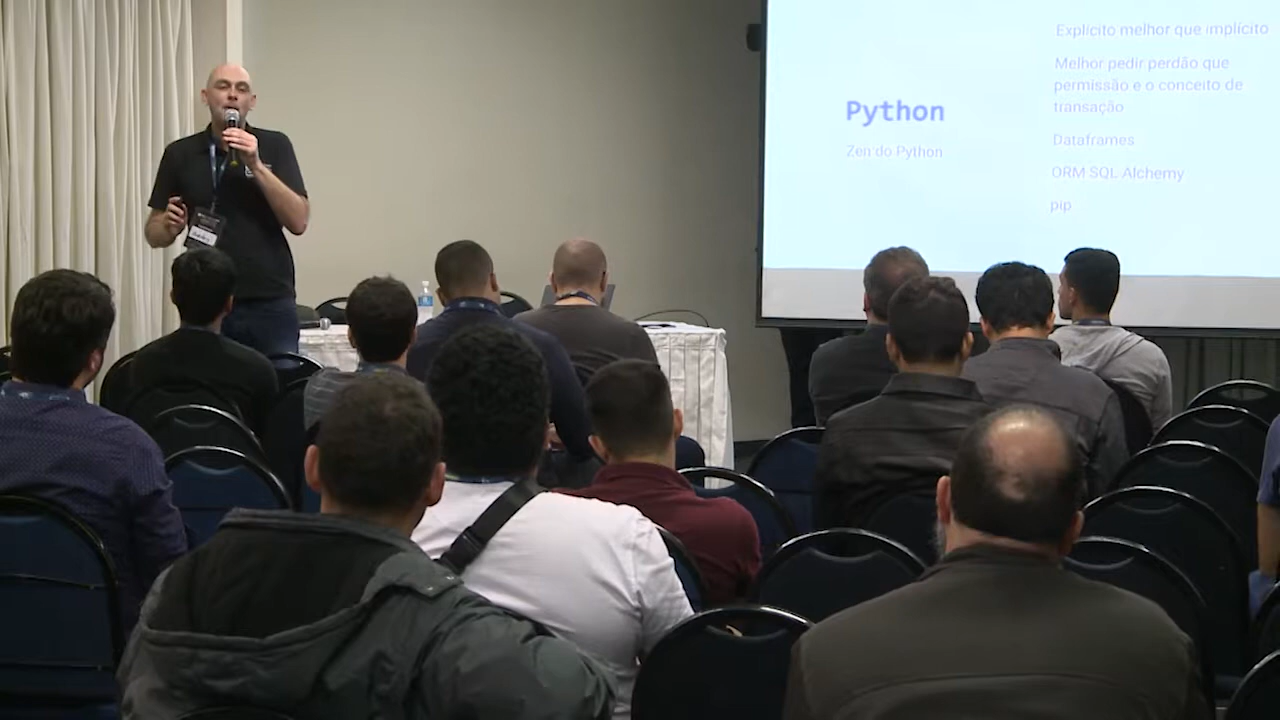 Python
Zen do Python
Explícito melhor que implícito
Melhor pedir perdão que
permissão e o conceito de
transação
Dataframes
ORM SQL Alchemy
pip